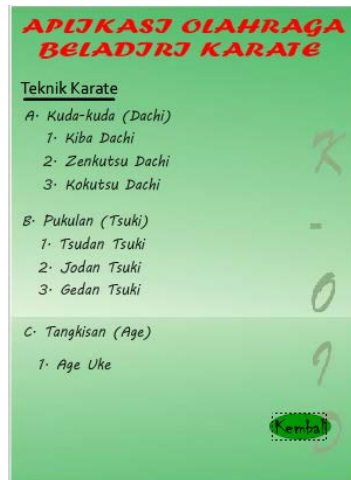 APLIKASI OLAHRAGA
BELADIRI KARATE
Teknik Karate
A. Kuda-kuda (Dachi)
1. Kiba Dachi
2. Zenkutsu Dachi
3. Kokutsu Dachi
B. Pukulan (Tsuki)
1. Tsudan Tsuki
2. Jodan Tsuki
3. Gedan Tsuki
C. Tangkisan (Age)
1. Age Uke
K
-
O
Kembali